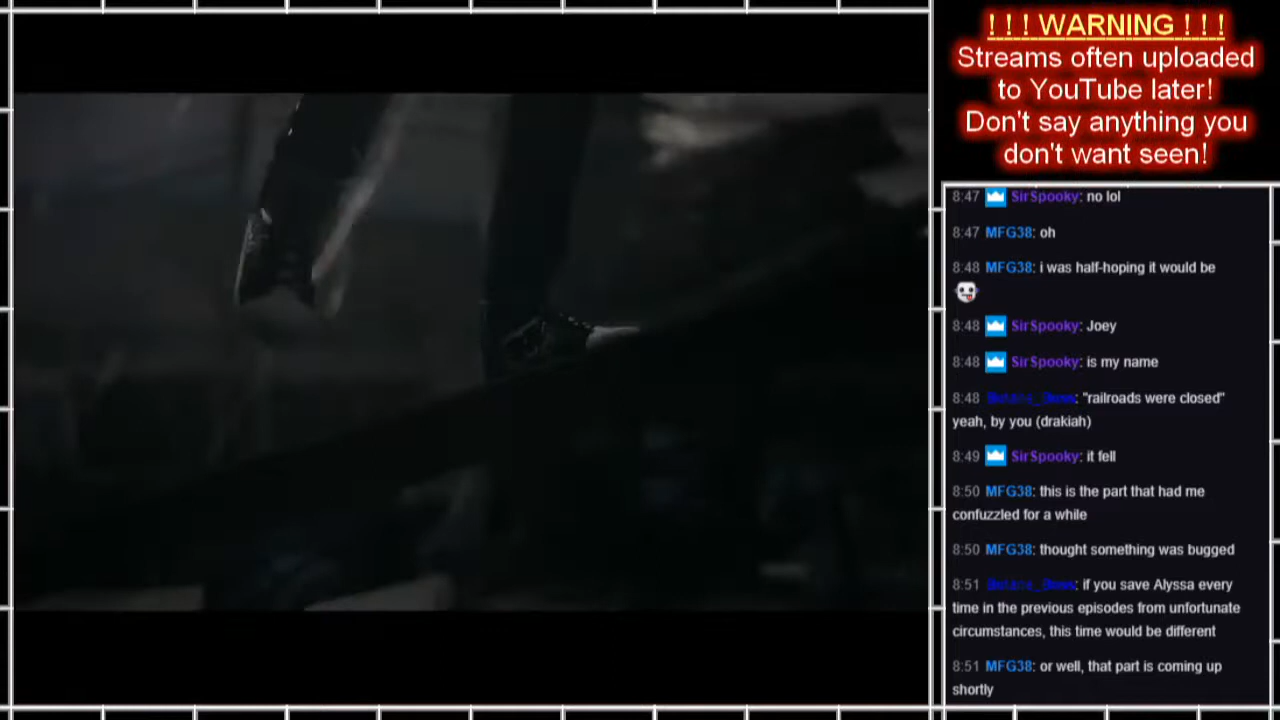 ! ! ! WARNING ! ! !
Streams often uploaded
to YouTube later!
Don't say anything you
don't want seen!
8:47 SirSpooky: no lol
8:47 MFG38: oh
8:48 MFG38: i was half-hoping it would be
8:48 SirSpooky: Joey
8:48 SirSpooky: is my name
8:48 : "railroads were closed"
yeah, by you (drakiah)
8:49 SirSpooky: it fell
8:50 MFG38: this is the part that had me
confuzzled for a while
8:50 MFG38: thought something was bugged
8:51 : if you save Alyssa every
time in the previous episodes from unfortunate
circumstances, this time would be different
8:51 MFG38: or well, that part is coming up
shortly